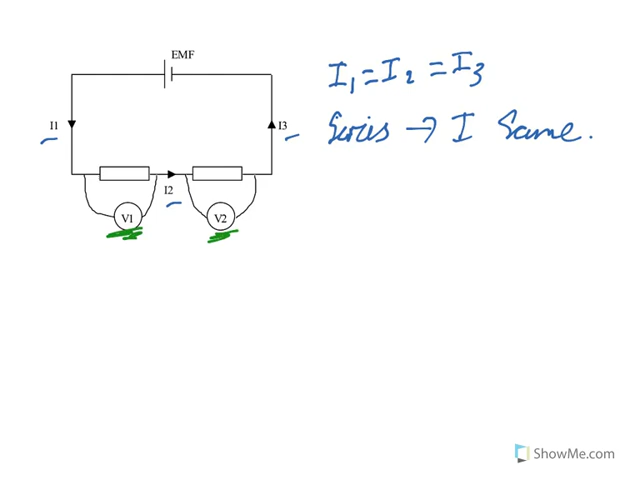 EMF
I₁ = I₂ = I₃
I1
I3
Series → I Same.
I2
V1
V2
ShowMe.com